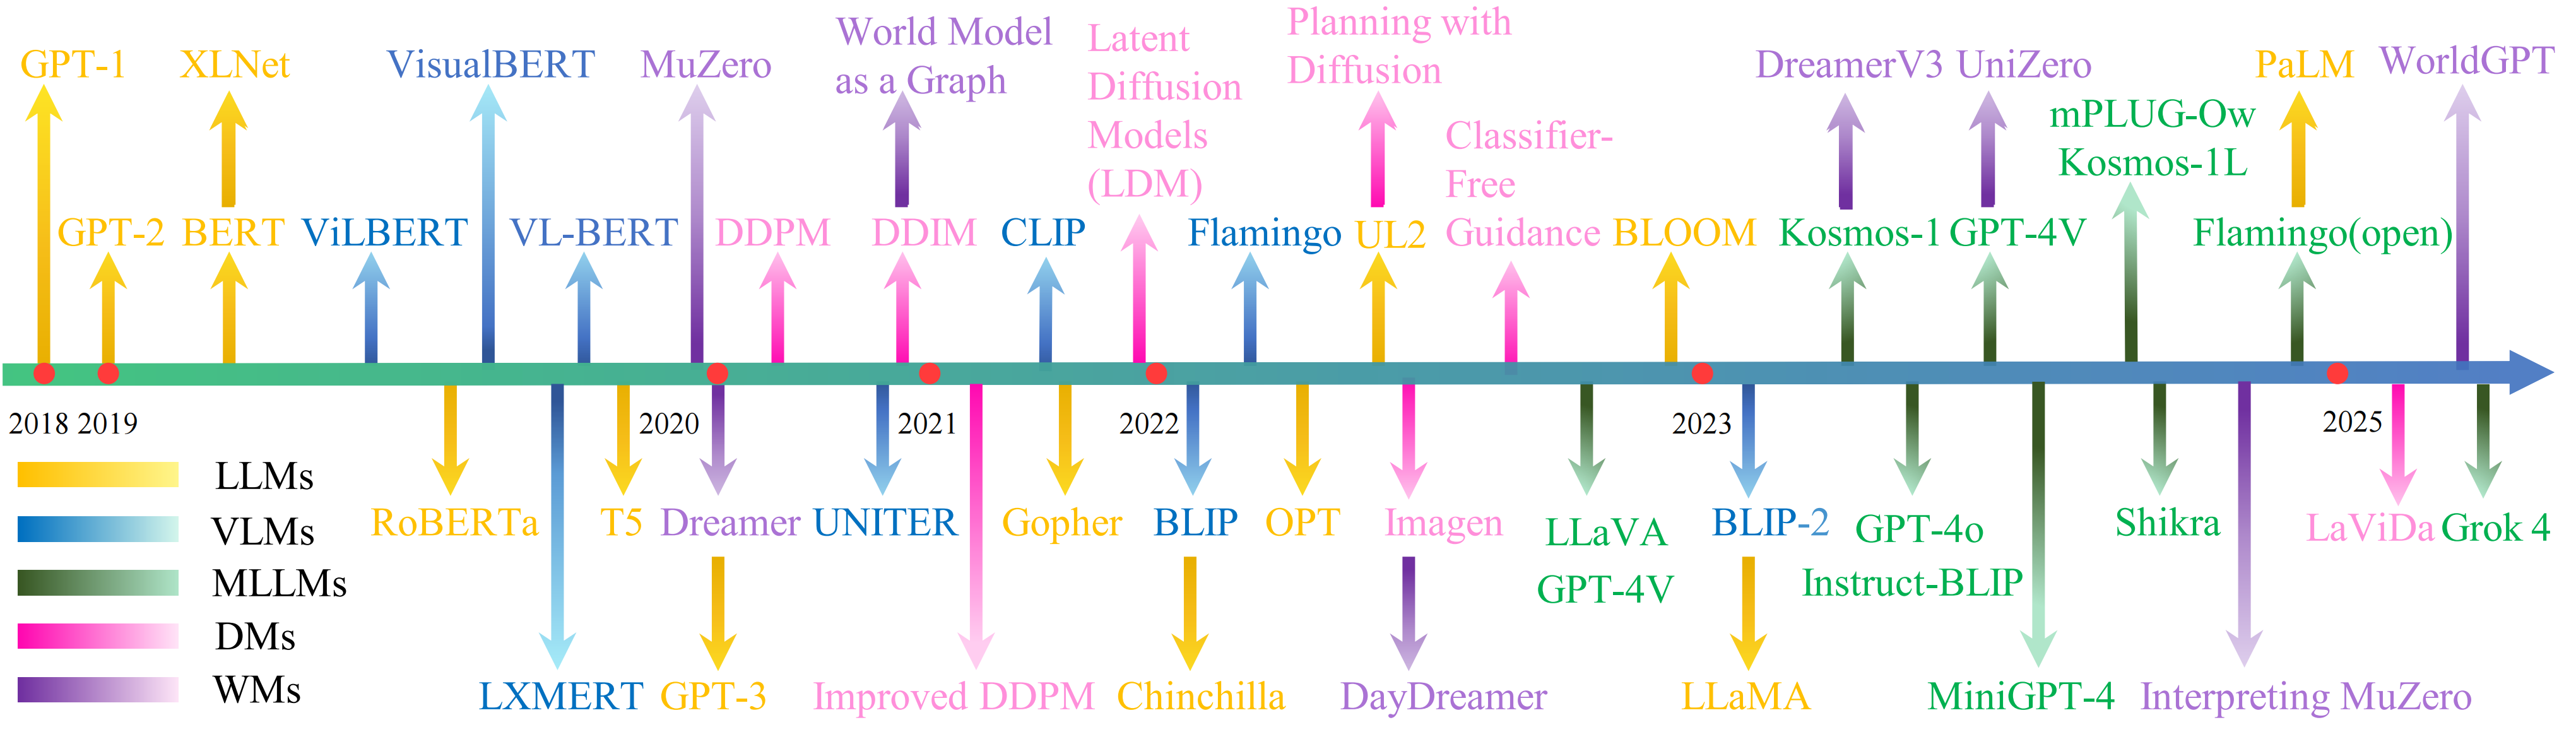 GPT-1
XLNet
VisualBERT
MuZero
World Model
as a Graph
Latent
Diffusion
Models
(LDM)
Planning with
Diffusion
Classifier-
Free
Guidance
DreamerV3
UniZero
mPLUG-Ow
Kosmos-1L
PaLM
WorldGPT
GPT-2
BERT
ViLBERT
VL-BERT
DDPM
DDIM
CLIP
Flamingo
UL2
BLOOM
Kosmos-1
GPT-4V
Flamingo(open)
2018
2019
2020
2021
2022
2023
2025
LLMs
VLMs
MLLMs
DMs
WMs
RoBERTa
T5
Dreamer
UNITER
Gopher
BLIP
OPT
Imagen
LLaVA
GPT-4V
BLIP-2
GPT-4o
Instruct-BLIP
Shikra
LaViDa
Grok 4
LXMERT
GPT-3
Improved DDPM
Chinchilla
DayDreamer
LLaMA
MiniGPT-4
Interpreting MuZero